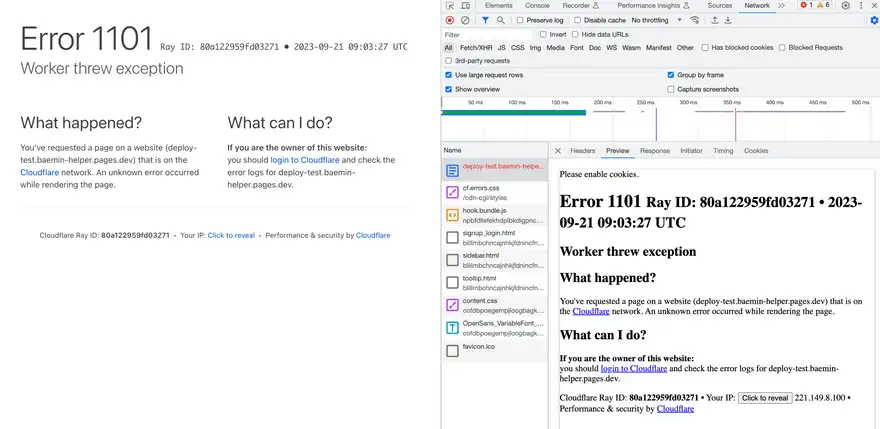 Error 1101 Ray ID: 80a122959fd03271 • 2023-09-21 09:03:27 UTC
Worker threw exception
What happened?
You've requested a page on a website (deploy-
test.baemin-helper.pages.dev) that is on the
Cloudflare network. An unknown error occurred
while rendering the page.
What can I do?
If you are the owner of this website:
you should login to Cloudflare and check the
error logs for deploy-test.baemin-
helper.pages.dev.
Cloudflare Ray ID: 80a122959fd03271 • Your IP: Click to reveal • Performance & security by Cloudflare
Elements Console Recorder Performance insights Sources Network » 1 6
Preserve log Disable cache No throttling
Filter Invert Hide data URLs
All Fetch/XHR JS CSS Img Media Font Doc WS Wasm Manifest Other Has blocked cookies Blocked Requests
3rd-party requests
Use large request rows Group by frame
Show overview Capture screenshots
50 ms 100 ms 150 ms 200 ms 250 ms 300 ms 350 ms 400 ms 450 ms 500 ms
Name
deploy-test.baemin-helpe...
cf.errors.css
/cdn-cgi/styles
hook.bundle.js
signup_login.html
sidebar.html
tooltip.html
content.css
OpenSans_VariableFont_...
favicon.ico
Headers Preview Response Initiator Timing Cookies
Please enable cookies.
Error 1101 Ray ID: 80a122959fd03271 • 2023-
09-21 09:03:27 UTC
Worker threw exception
What happened?
You've requested a page on a website (deploy-test.baemin-helper.pages.dev) that is on
the Cloudflare network. An unknown error occurred while rendering the page.
What can I do?
If you are the owner of this website:
you should login to Cloudflare and check the error logs for deploy-test.baemin-
helper.pages.dev.
Cloudflare Ray ID: 80a122959fd03271 • Your IP: Click to reveal 221.149.8.100 •
Performance & security by Cloudflare